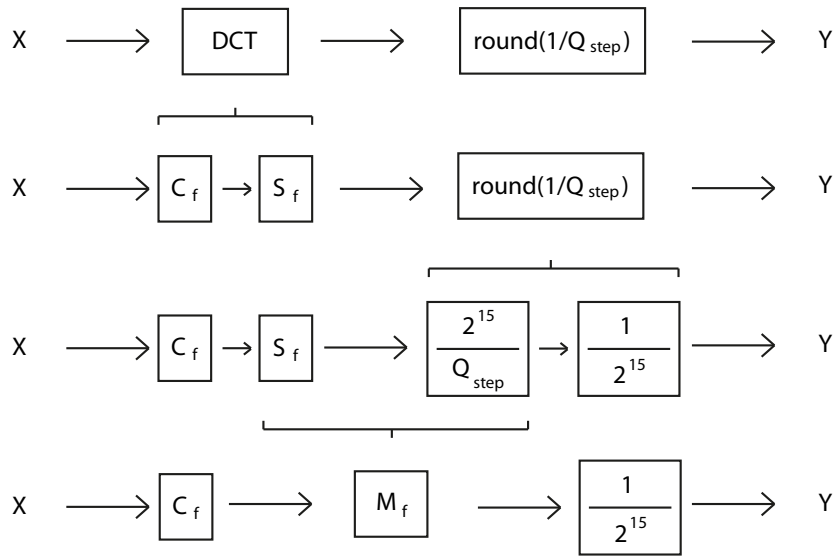 X DCT round(1/Q step) Y
X C f S f round(1/Q step) Y
X C f S f 2 15 Q step 1 2 15 Y
X C f M f 1 2 15 Y